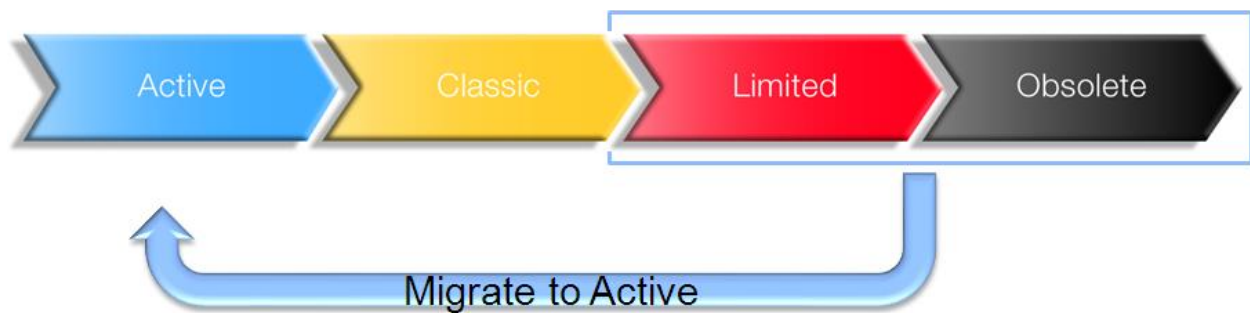 Active
Classic
Limited
Obsolete
Migrate to Active